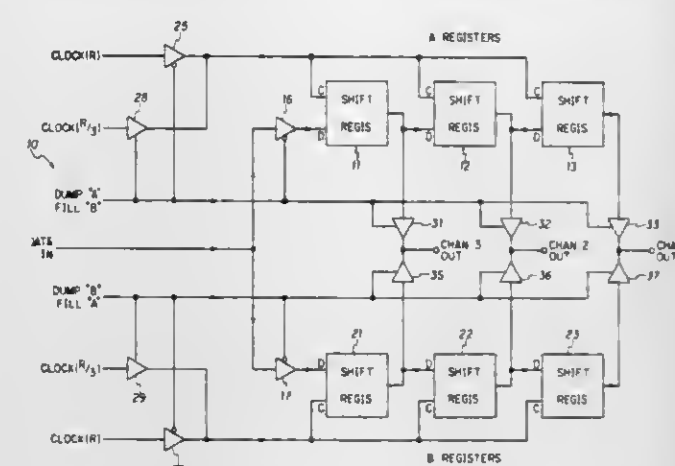 25
A REGISTERS
CLOCK(R)
28
16
CLOCK(R/3)
C SHIFT REGIS
C SHIFT REGIS
C SHIFT REGIS
D
D
D
10
11
12
13
DUMP "A"
FILL "B"
31
32
33
DATA
IN
CHAN 3
OUT
CHAN 2
OUT
OUT
35
36
37
DUMP "B"
FILL "A"
21
22
23
CLOCK(R/3)
17
D SHIFT REGIS
D SHIFT REGIS
D SHIFT REGIS
C
C
C
29
CLOCK(R)
B REGISTERS